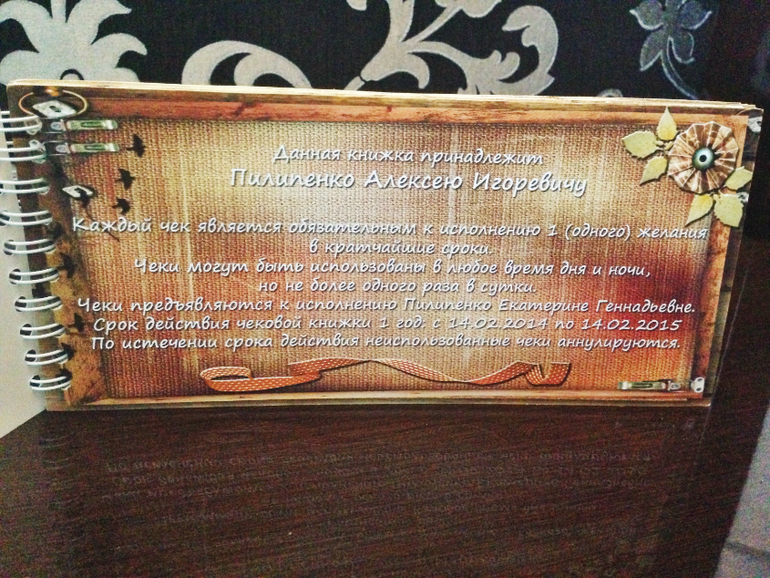 Данная книжка принадлежит
Пилипенко Алексею Игоревичу
Каждый чек является обязательным к исполнению 1 (одного) желания
в кратчайшие сроки.
Чеки могут быть использованы в любое время дня и ночи,
но не более одного раза в сутки.
Чеки предъявляются к исполнению Пилипенко Екатерине Геннадьевне.
Срок действия чековой книжки 1 год: с 14.02.2014 по 14.02.2015
По истечении срока действия неиспользованные чеки аннулируются.